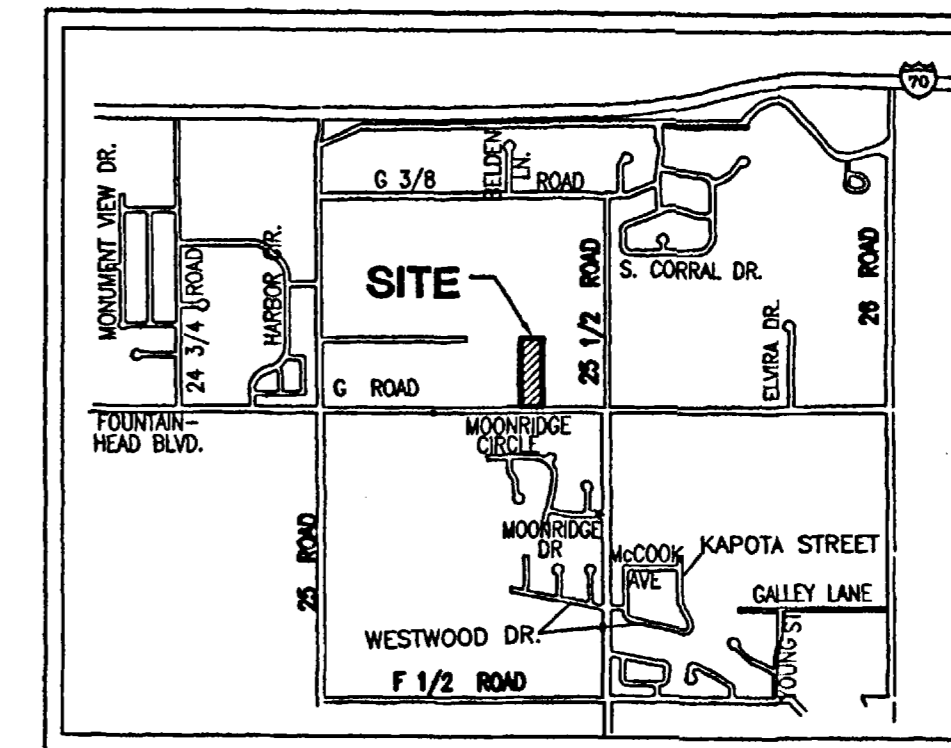 70
MONUMENT VIEW DR.
24 3/4 ROAD
HARBOR CIR.
G 3/8 ROAD
BELDEN
LN.
SITE
25 1/2 ROAD
S. CORRAL DR.
ELVIRA DR.
26 ROAD
G ROAD
FOUNTAIN-
HEAD BLVD.
MOONRIDGE
CIRCLE
MOONRIDGE
DR
25 ROAD
McCOOK
AVE
KAPOTA STREET
GALLEY LANE
YOUNG ST
WESTWOOD DR.
F 1/2 ROAD